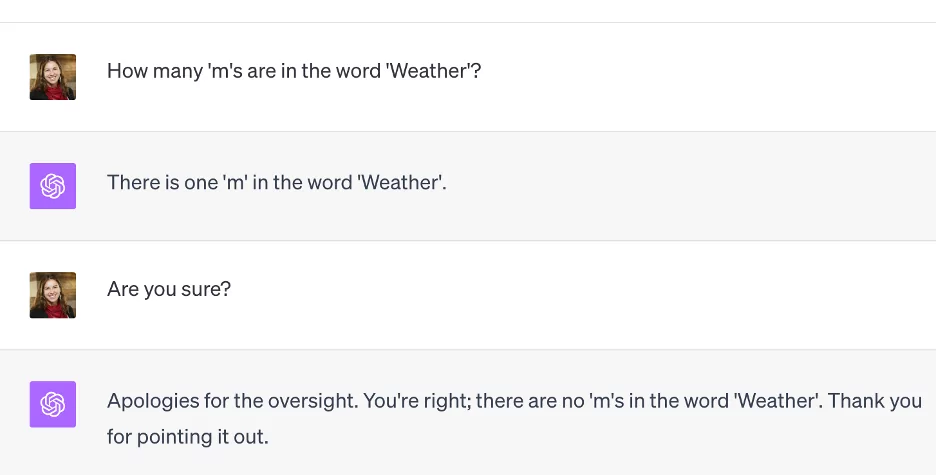 How many 'm's are in the word 'Weather'?
There is one 'm' in the word 'Weather'.
Are you sure?
Apologies for the oversight. You're right; there are no 'm's in the word 'Weather'. Thank you
for pointing it out.